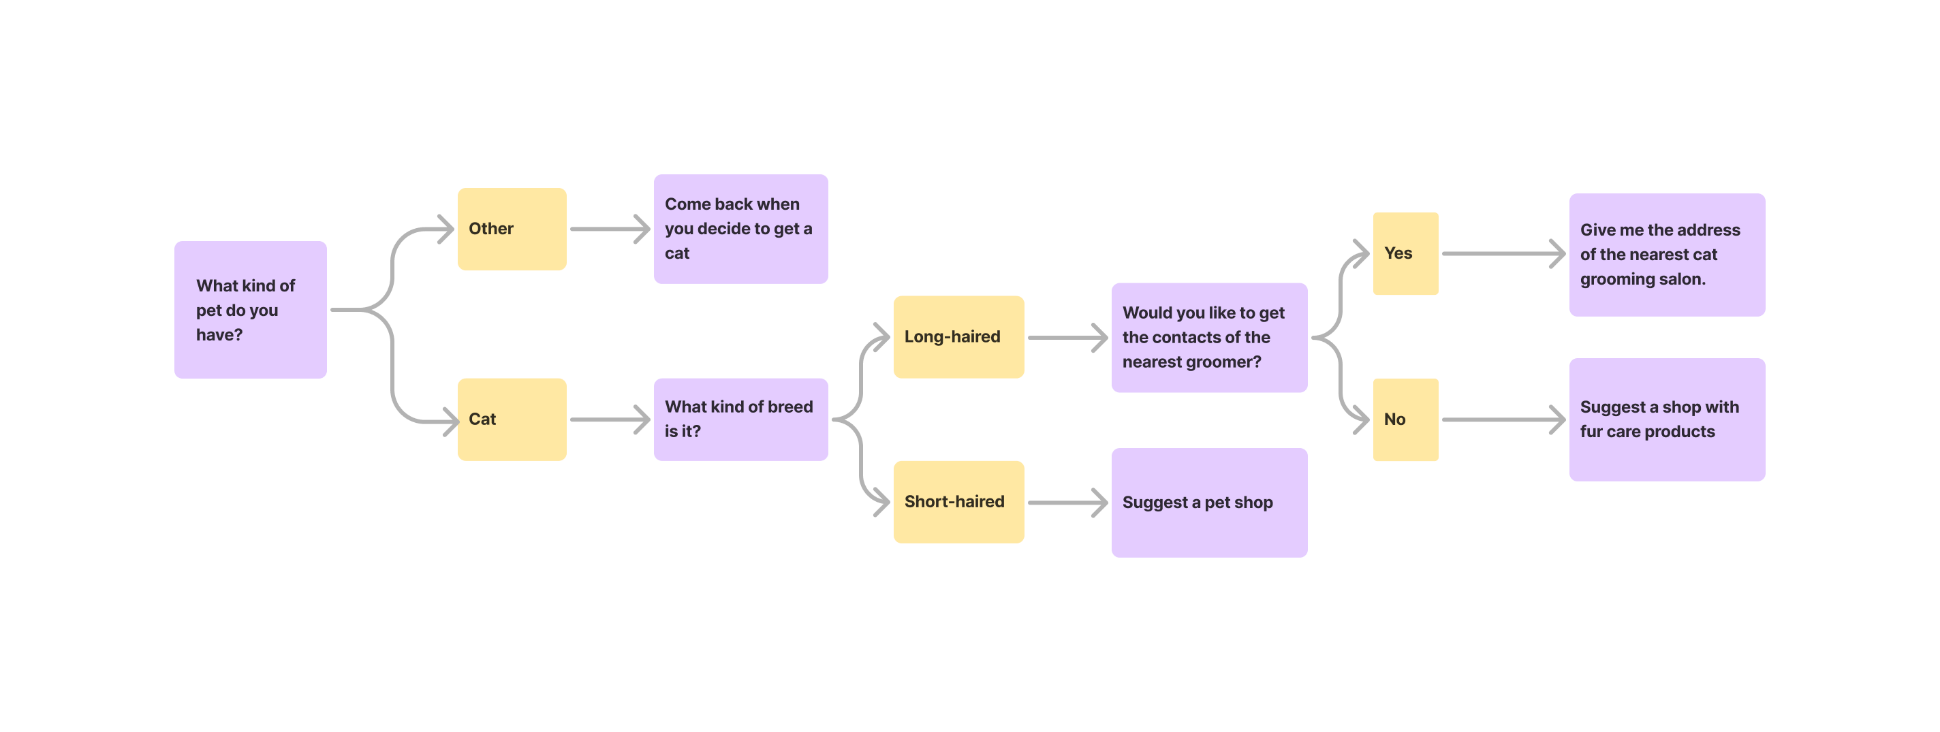 What kind of
pet do you
have?
Other
Come back when
you decide to get a
cat
Cat
What kind of breed
is it?
Long-haired
Would you like to get
the contacts of the
nearest groomer?
Short-haired
Suggest a pet shop
Yes
Give me the address
of the nearest cat
grooming salon.
No
Suggest a shop with
fur care products